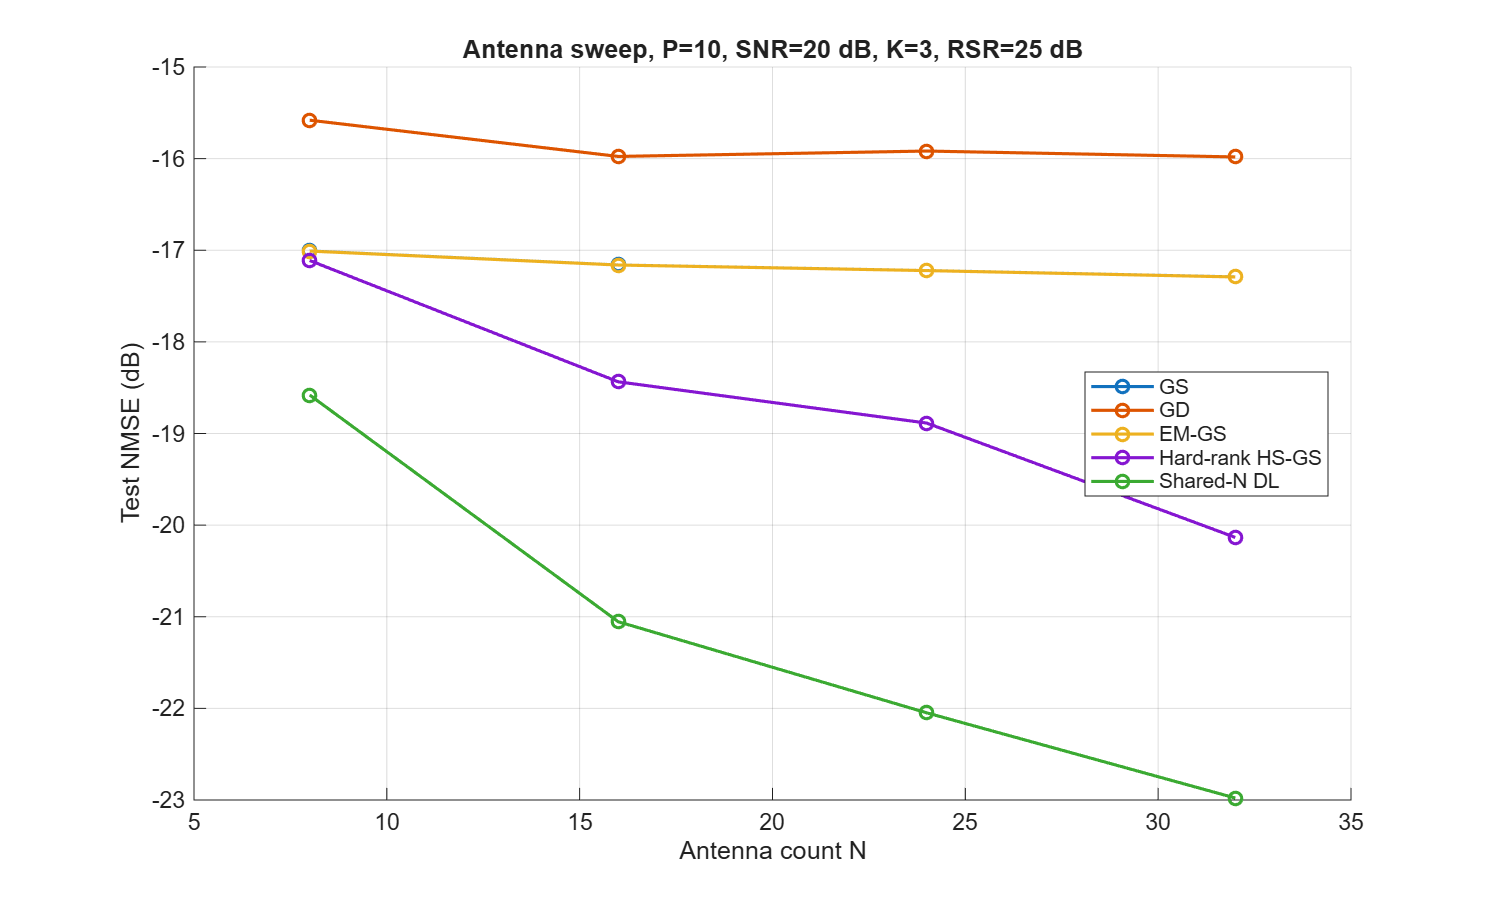 Antenna sweep, P=10, SNR=20 dB, K=3, RSR=25 dB
-15
-16
-17
-18
-19
-20
-21
-22
-23
Test NMSE (dB)
GS
GD
EM-GS
Hard-rank HS-GS
Shared-N DL
5 10 15 20 25 30 35
Antenna count N